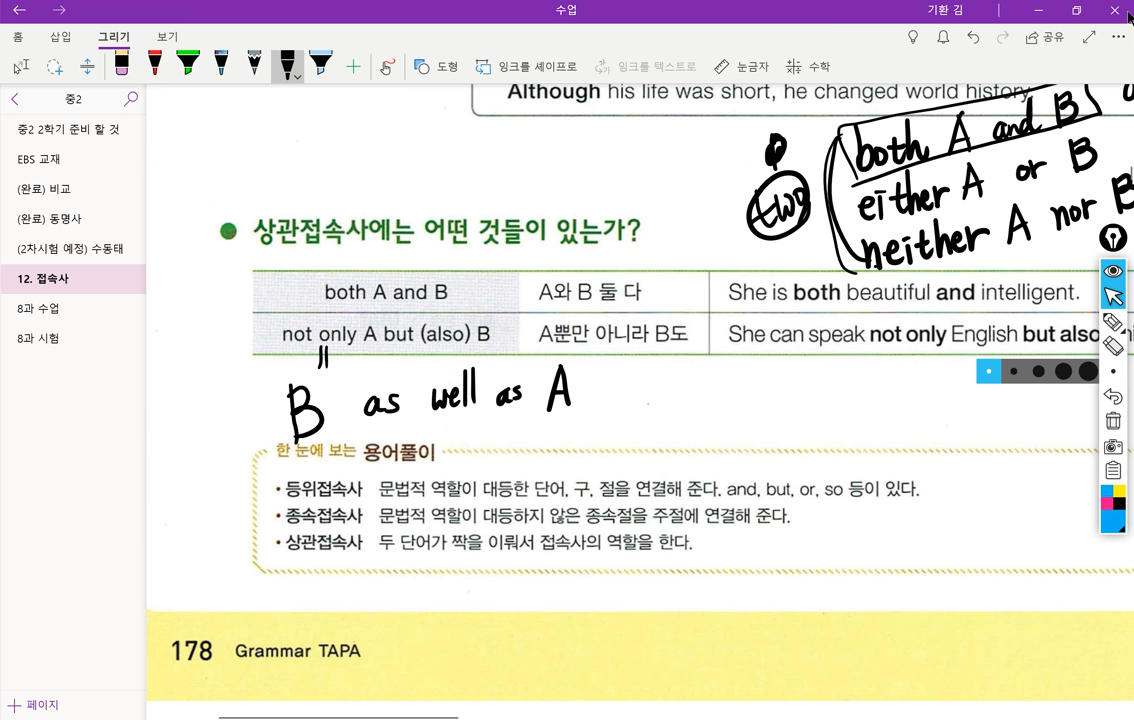 수업
기환 김
홈 삽입 그리기 보기
공유
도형 잉크를 셰이프로 잉크를 텍스트로 눈금자 수학
중2
중2 2학기 준비 할 것
EBS 교재
(완료) 비교
(완료) 동명사
(2차시험 예정) 수동태
12. 접속사
8과 수업
8과 시험
페이지
Although his life was short, he changed world history.
two
both A and B
either A or B
neither A nor B
상관접속사에는 어떤 것들이 있는가?
both A and B A와 B 둘 다 She is both beautiful and intelligent.
not only A but (also) B A뿐만 아니라 B도 She can speak not only English but also
B as well as A
한 눈에 보는 용어풀이
• 등위접속사 문법적 역할이 대등한 단어, 구, 절을 연결해 준다. and, but, or, so 등이 있다.
• 종속접속사 문법적 역할이 대등하지 않은 종속절을 주절에 연결해 준다.
• 상관접속사 두 단어가 짝을 이뤄서 접속사의 역할을 한다.
178 Grammar TAPA